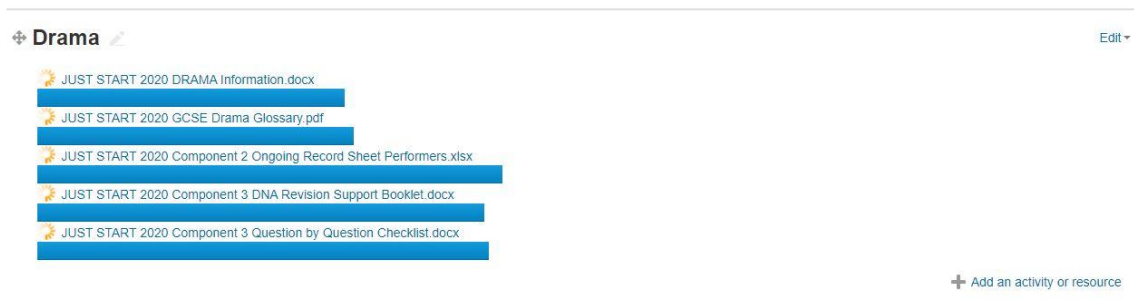 Drama
Edit
JUST START 2020 DRAMA Information.docx
JUST START 2020 GCSE Drama Glossary.pdf
JUST START 2020 Component 2 Ongoing Record Sheet Performers.xlsx
JUST START 2020 Component 3 DNA Revision Support Booklet.docx
JUST START 2020 Component 3 Question by Question Checklist.docx
Add an activity or resource